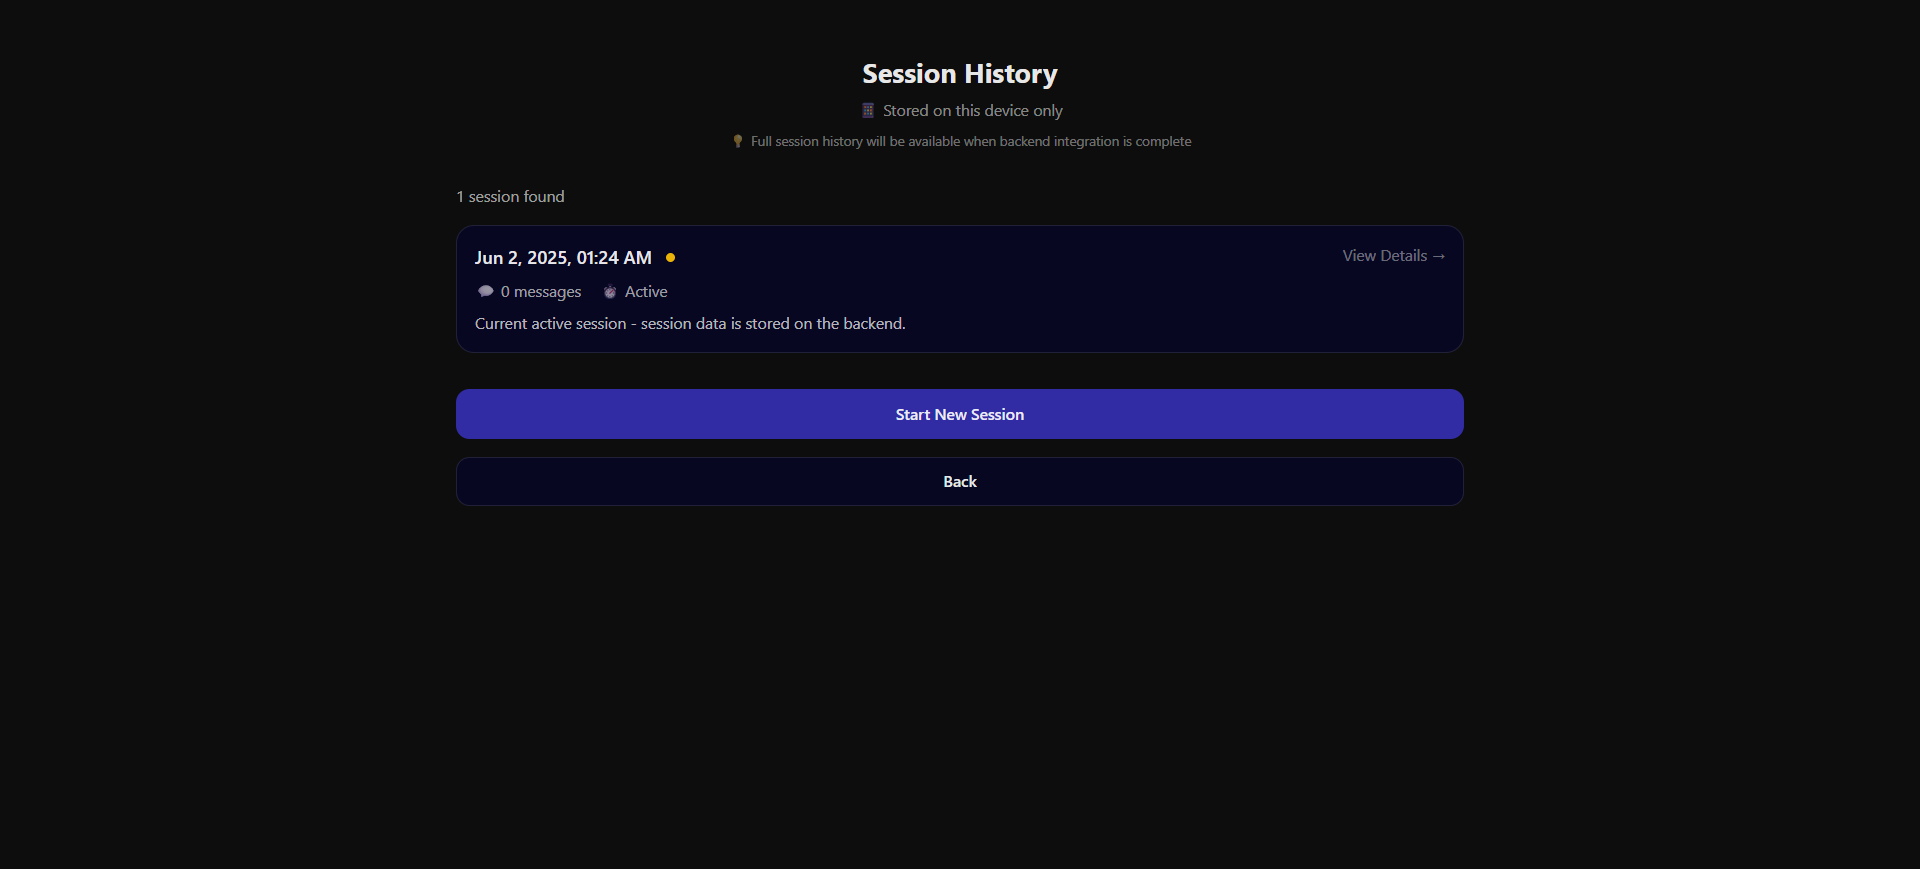 Session History
Stored on this device only
Full session history will be available when backend integration is complete
1 session found
Jun 2, 2025, 01:24 AM
View Details →
0 messages Active
Current active session - session data is stored on the backend.
Start New Session
Back